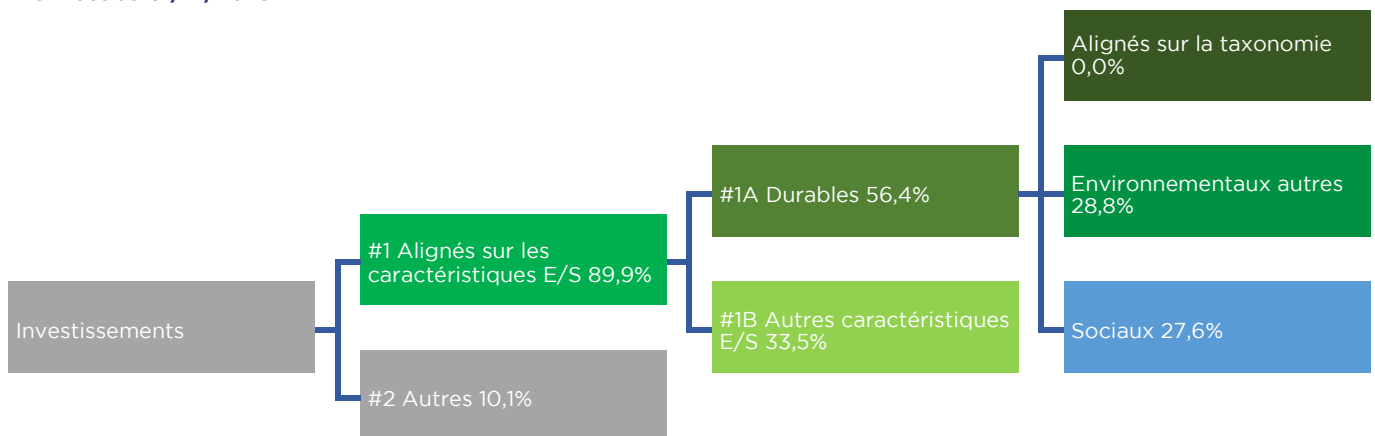 Alignés sur la taxonomie
0,0%
Environnementaux autres
28,8%
#1A Durables 56,4%
#1 Alignés sur les
caractéristiques E/S 89,9%
#1B Autres caractéristiques
E/S 33,5%
Investissements
Sociaux 27,6%
#2 Autres 10,1%